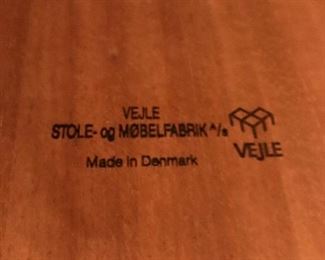 VEJLE
STOLE- og MØBELFABRIK A/s
Made in Denmark
VEJLE